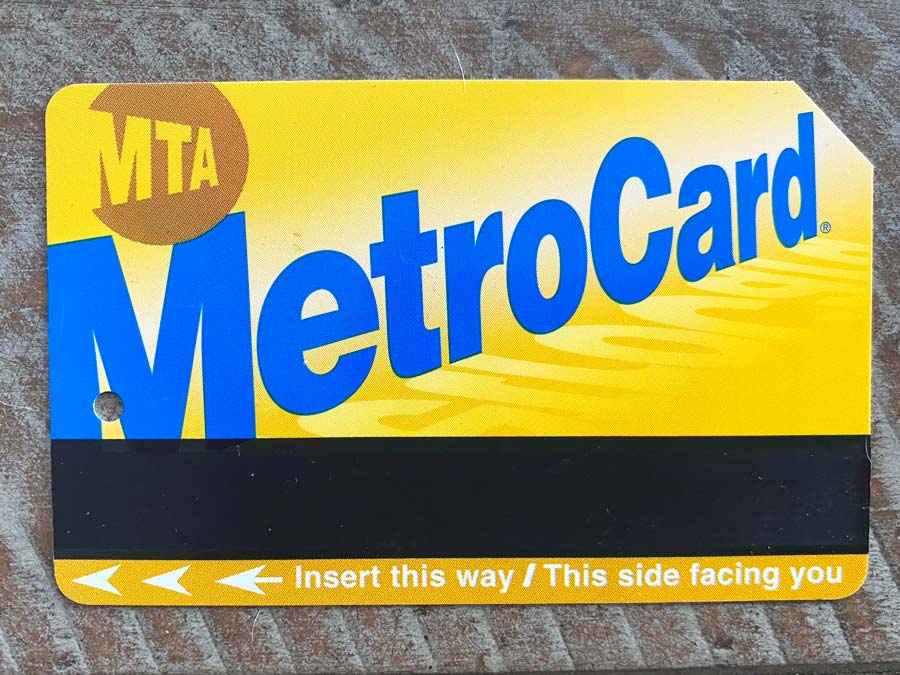 MTA
MetroCard®
Insert this way / This side facing you